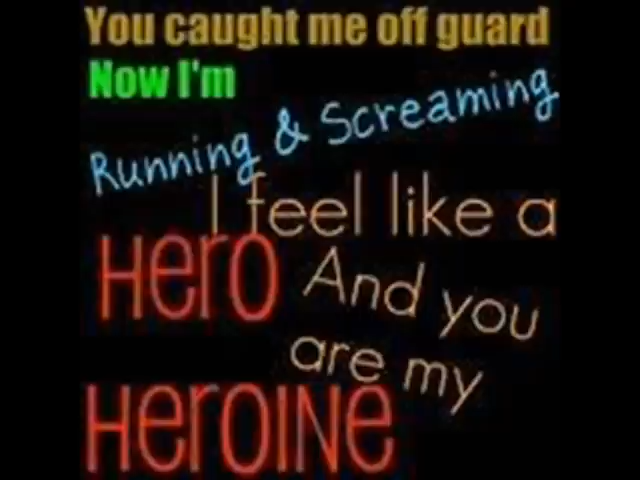 You caught me off guard
Now I'm
Running & Screaming
I feel like a
Hero And you
are my
Heroine